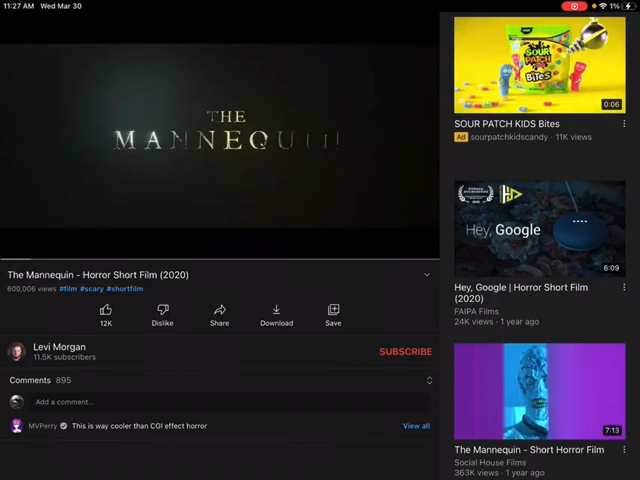 11:27 AM Wed Mar 30
1%
THE
MANNEQUIN
The Mannequin - Horror Short Film (2020)
600,006 views #film #scary #shortfilm
12K
Dislike
Share
Download
Save
Levi Morgan
11.5K subscribers
SUBSCRIBE
Comments 895
Add a comment...
MVPerry This is way cooler than CGI effect horror
View all
SOUR PATCH KIDS
BiTES
0:06
SOUR PATCH KIDS Bites
Ad sourpatchkidscandy · 11K views
Hey, Google
6:09
Hey, Google | Horror Short Film
(2020)
FAIPA Films
24K views · 1 year ago
7:13
The Mannequin - Short Horror Film
Social House Films
363K views · 1 year ago